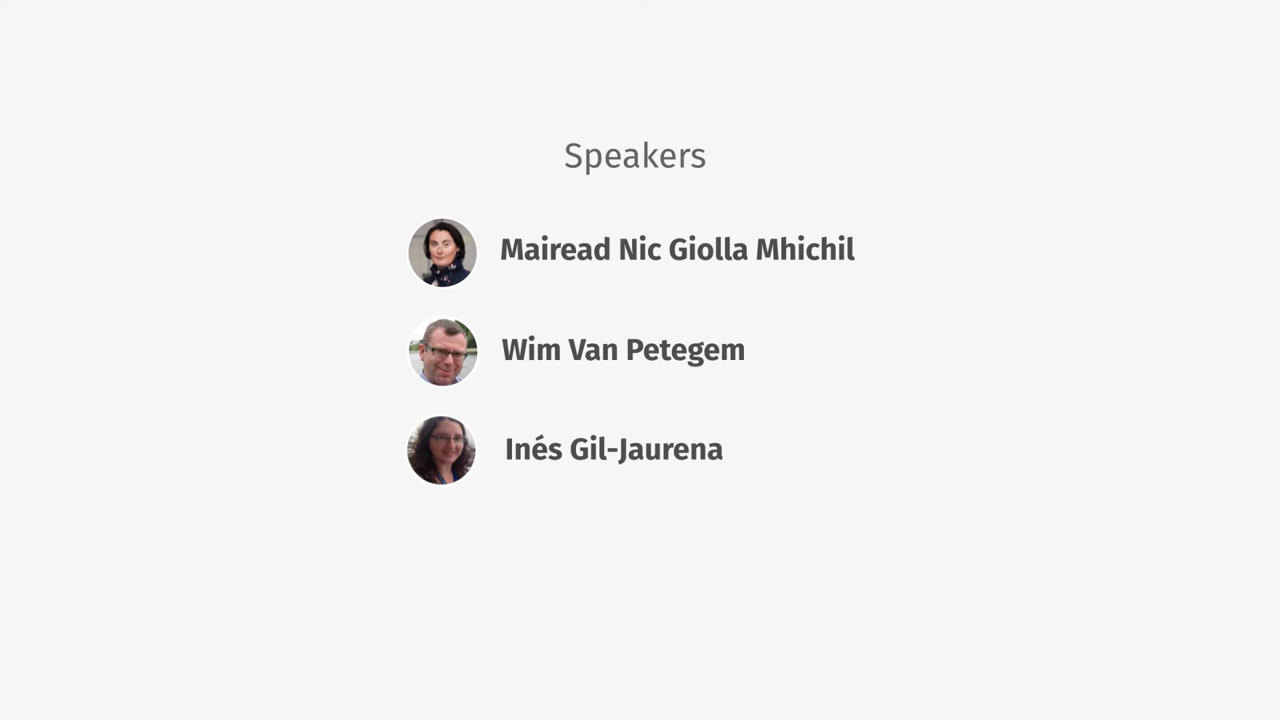 Speakers
Mairead Nic Giolla Mhichil
Wim Van Petegem
Inés Gil-Jaurena